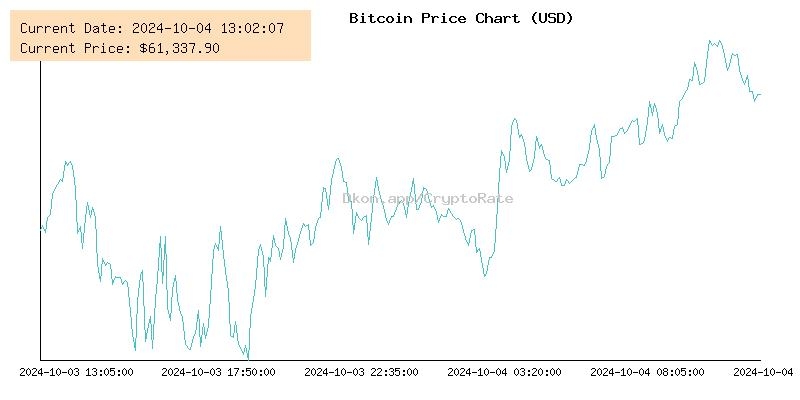 Bitcoin Price Chart (USD)
Current Date: 2024-10-04 13:02:07
Current Price: $61,337.90
Dkon.app/CryptoRate
2024-10-03 13:05:00 2024-10-03 17:50:00 2024-10-03 22:35:00 2024-10-04 03:20:00 2024-10-04 08:05:00 2024-10-04